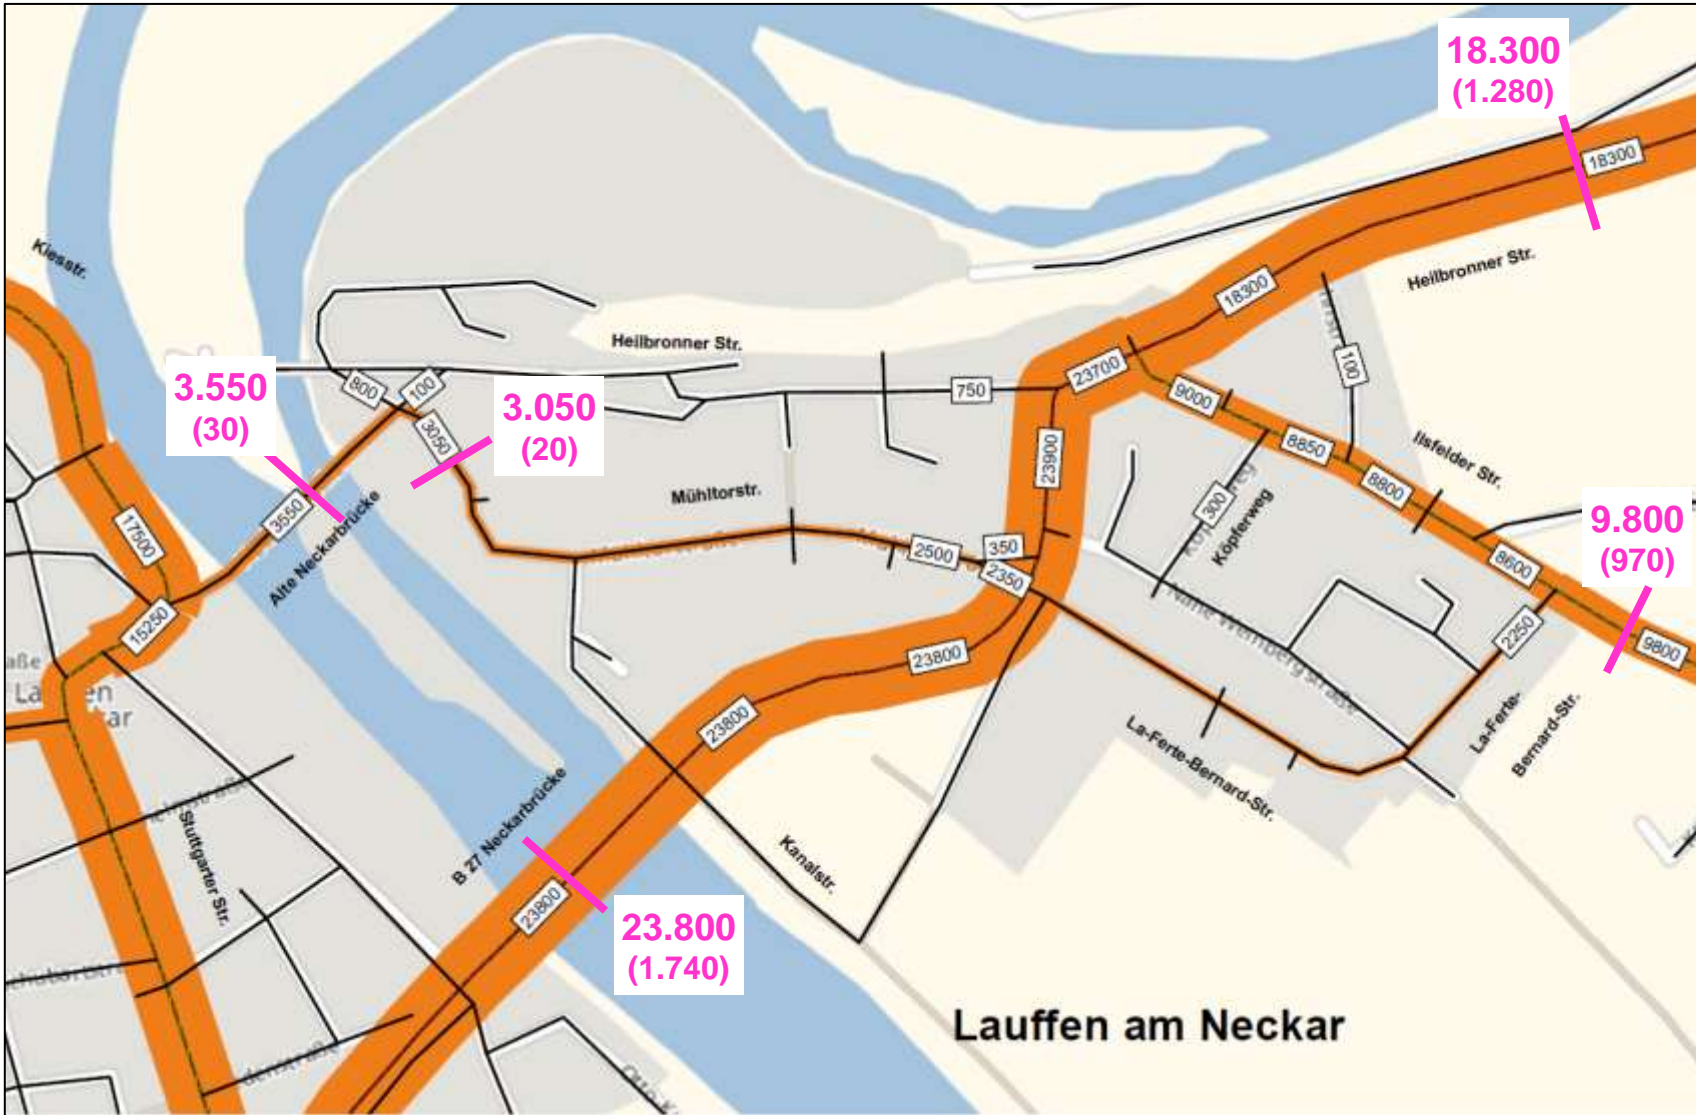 18.300
(1.280)
18300
Kiesstr.
Heilbronner Str.
18300
Heilbronner Str.
3.550
(30)
800
100
3.050
(20)
750
23700
9000
100
3050
8850
Ilsfelder Str.
23900
8800
Mühltorstr.
300
Köpferweg
3550
Alte Neckarbrücke
17500
2500
350
2350
8600
9.800
(970)
Nahe Weinbergstraße
2250
9800
15250
23800
23800
La-Ferte-Bernard-Str.
La-Ferte-
Bernard-Str.
B 27 Neckarbrücke
Stuttgarter Str.
Kanalstr.
23800
23.800
(1.740)
Lauffen am Neckar